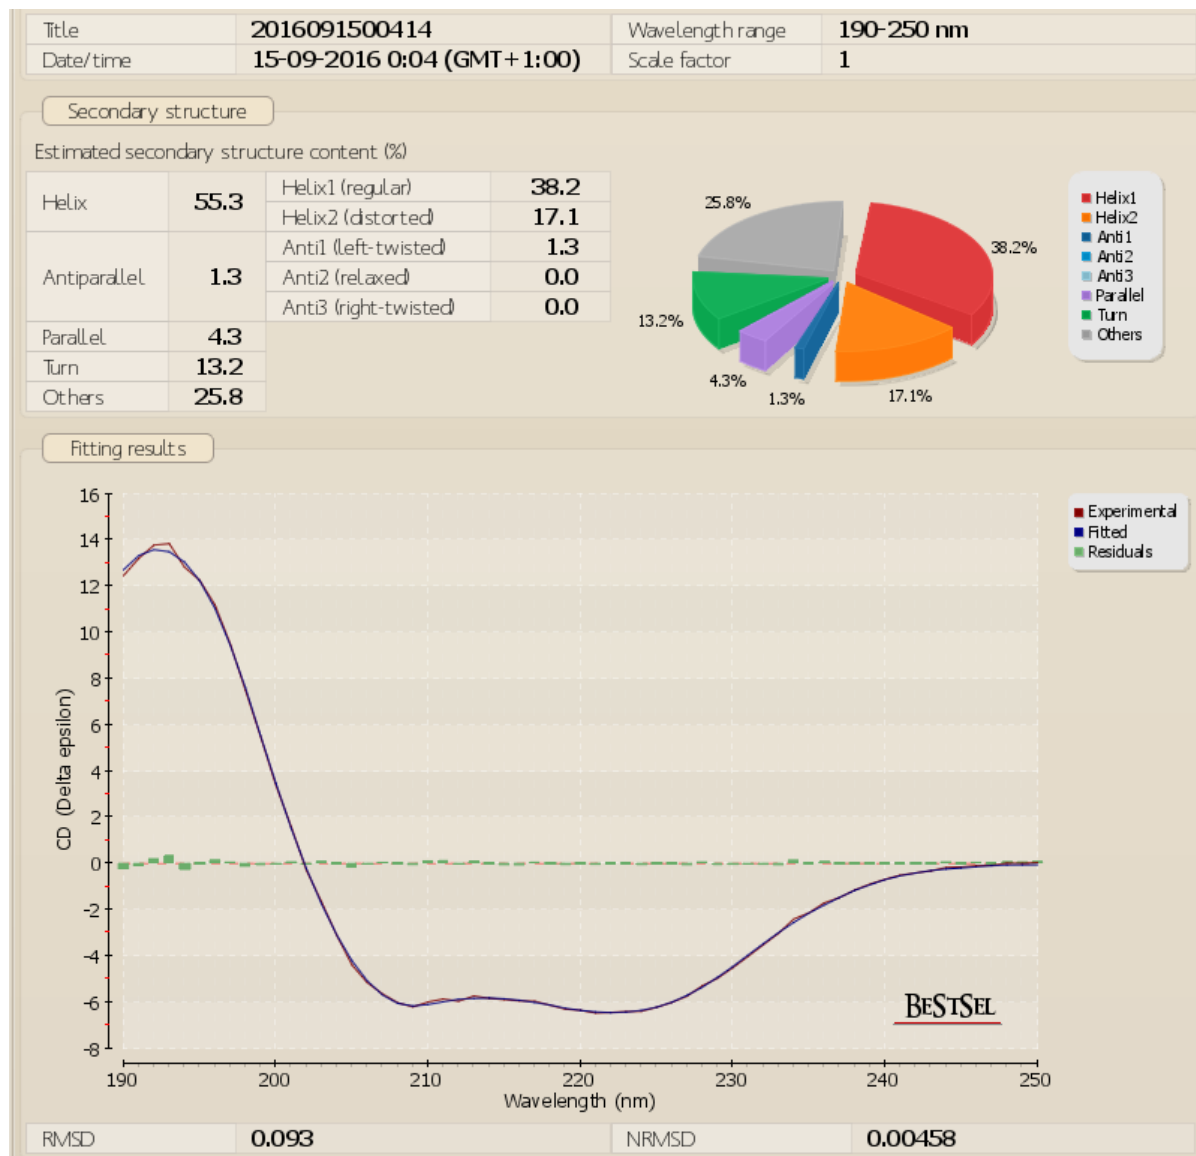 Title 2016091500414 Wavelength range 190-250 nm
Date/time 15-09-2016 0:04 (GMT+1:00) Scale factor 1
Secondary structure
Estimated secondary structure content (%)
Helix 55.3 Helix1 (regular) 38.2
Helix2 (distorted) 17.1
Antiparallel 1.3 Anti1 (left-twisted) 1.3
Anti2 (relaxed) 0.0
Anti3 (right-twisted) 0.0
Parallel 4.3
Turn 13.2
Others 25.8
25.8%
38.2%
13.2%
4.3%
1.3%
17.1%
Helix1
Helix2
Anti1
Anti2
Anti3
Parallel
Turn
Others
Fitting results
16
14
12
10
8
6
4
2
0
-2
-4
-6
-8
CD (Delta epsilon)
Experimental
Fitted
Residuals
BESTSEL
190 200 210 220 230 240 250
Wavelength (nm)
RMSD 0.093 NRMSD 0.00458